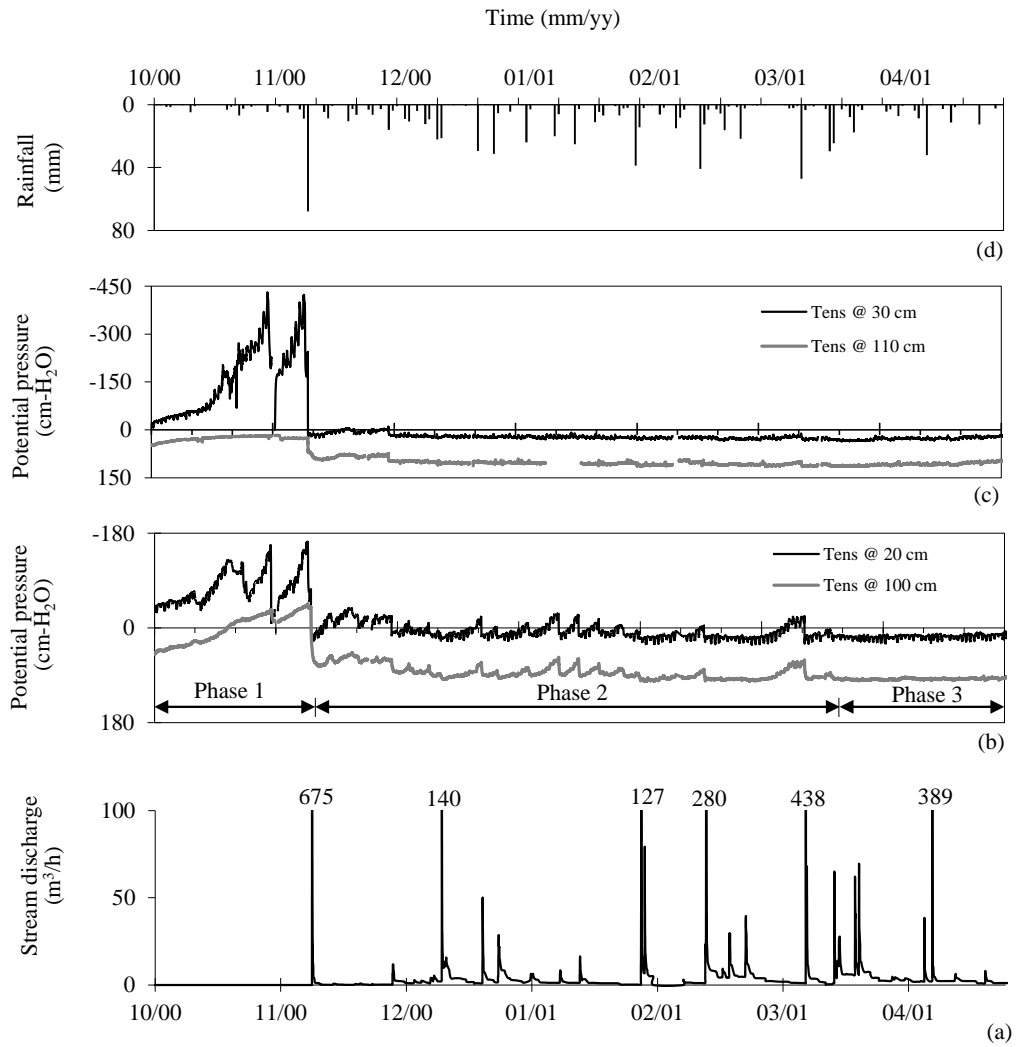 Time (mm/yy)
10/00 11/00 12/00 01/01 02/01 03/01 04/01
Rainfall
(mm)
0
40
80
(d)
Potential pressure
(cm-H₂O)
-450
-300
-150
0
150
Tens @ 30 cm
Tens @ 110 cm
(c)
Potential pressure
(cm-H₂O)
-180
0
180
Tens @ 20 cm
Tens @ 100 cm
Phase 1 Phase 2 Phase 3
(b)
Stream discharge
(m³/h)
100
50
0
675 140 127 280 438 389
10/00 11/00 12/00 01/01 02/01 03/01 04/01
(a)